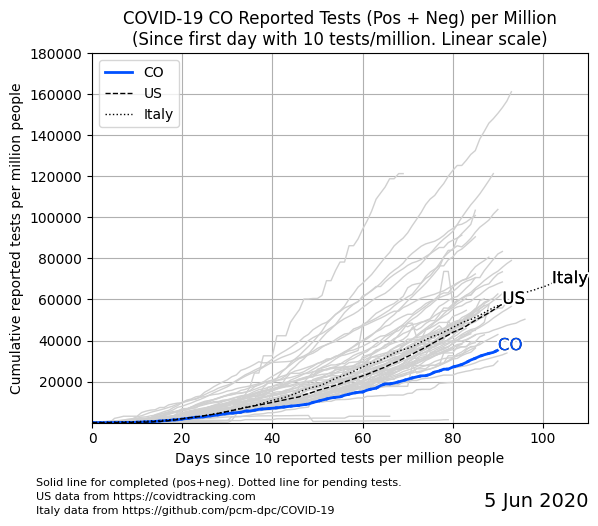 COVID-19 CO Reported Tests (Pos + Neg) per Million
(Since first day with 10 tests/million. Linear scale)
180000
160000
140000
120000
100000
80000
60000
40000
20000
Cumulative reported tests per million people
CO
US
Italy
Italy
US
CO
0
20
40
60
80
100
Days since 10 reported tests per million people
Solid line for completed (pos+neg). Dotted line for pending tests.
US data from https://covidtracking.com
Italy data from https://github.com/pcm-dpc/COVID-19
5 Jun 2020